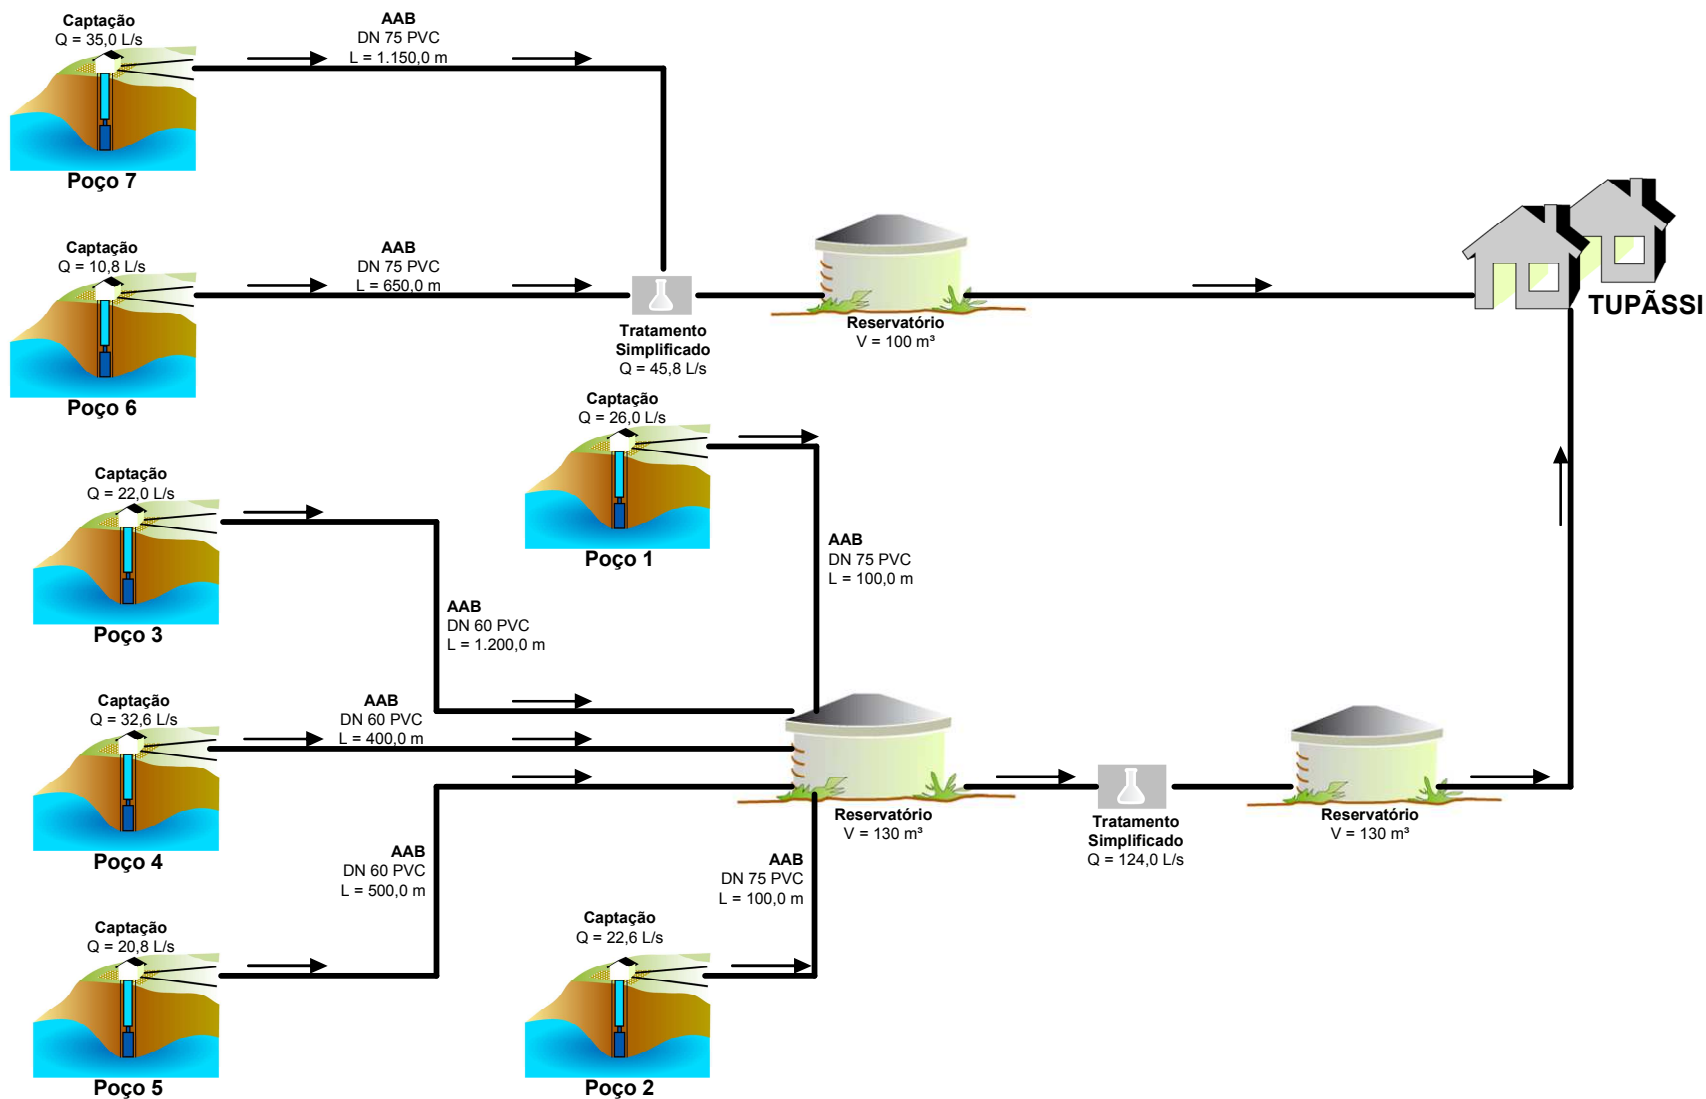 Captação
Q = 35,0 L/s
AAB
DN 75 PVC
L = 1.150,0 m
Poço 7
Captação
Q = 10,8 L/s
AAB
DN 75 PVC
L = 650,0 m
Poço 6
Tratamento
Simplificado
Q = 45,8 L/s
Reservatório
V = 100 m³
TUPÃSSI
Captação
Q = 26,0 L/s
Poço 1
AAB
DN 75 PVC
L = 100,0 m
Captação
Q = 22,0 L/s
Poço 3
AAB
DN 60 PVC
L = 1.200,0 m
Captação
Q = 32,6 L/s
AAB
DN 60 PVC
L = 400,0 m
Poço 4
AAB
DN 60 PVC
L = 500,0 m
Captação
Q = 20,8 L/s
Poço 5
AAB
DN 75 PVC
L = 100,0 m
Captação
Q = 22,6 L/s
Poço 2
Reservatório
V = 130 m³
Tratamento
Simplificado
Q = 124,0 L/s
Reservatório
V = 130 m³